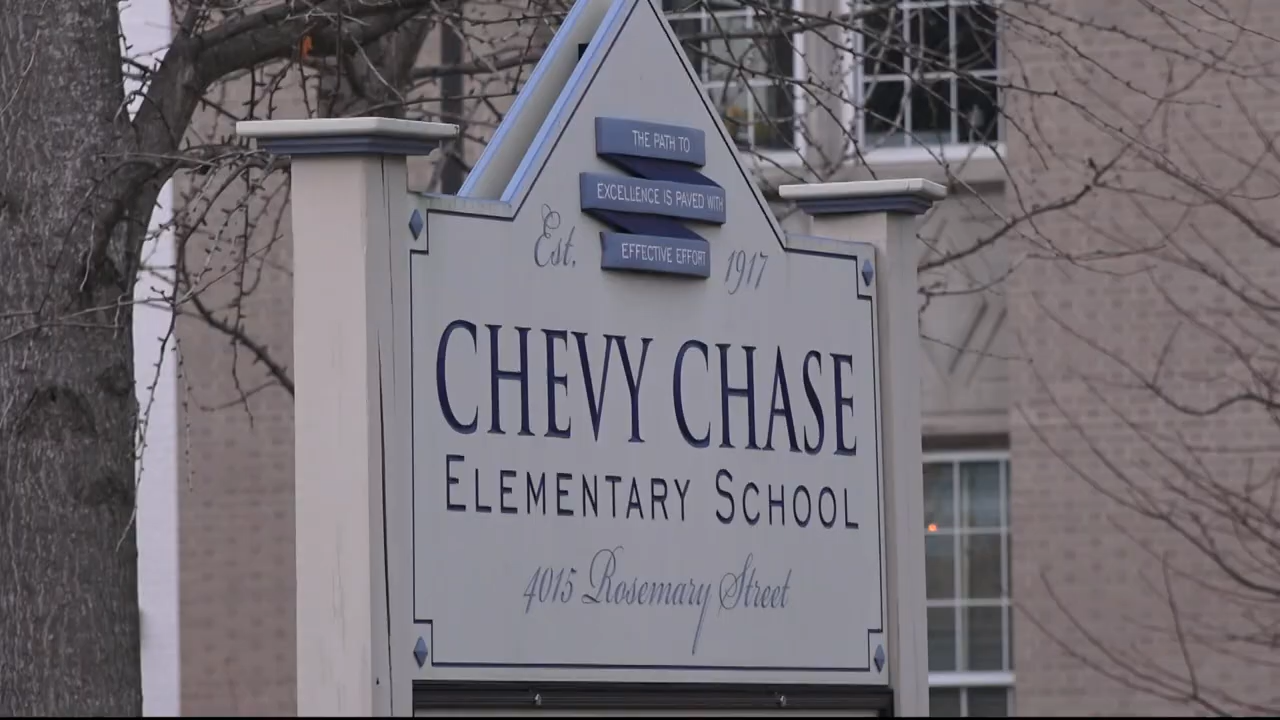 THE PATH TO
EXCELLENCE IS PAVED WITH
EFFECTIVE EFFORT
Est. 1917
CHEVY CHASE
ELEMENTARY SCHOOL
4015 Rosemary Street